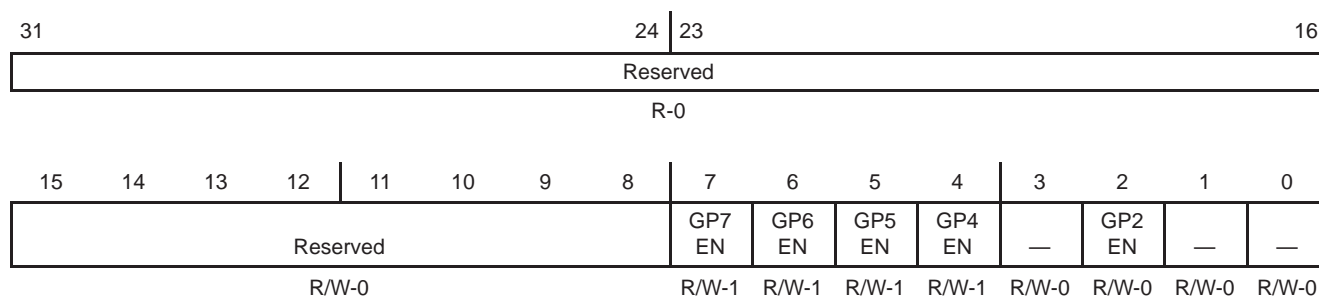 31 24 23 16
Reserved
R-0
15 14 13 12 11 10 9 8 7 6 5 4 3 2 1 0
Reserved GP7 EN GP6 EN GP5 EN GP4 EN — GP2 EN — —
R/W-0 R/W-1 R/W-1 R/W-1 R/W-1 R/W-0 R/W-0 R/W-0 R/W-0